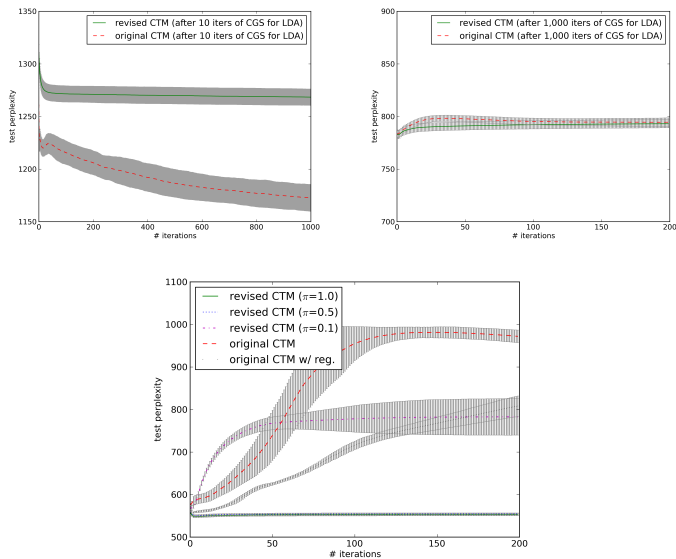 1350
1300
1250
1200
1150
test perplexity
revised CTM (after 10 iters of CGS for LDA)
original CTM (after 10 iters of CGS for LDA)
0 200 400 600 800 1000
# iterations
900
850
800
750
700
test perplexity
revised CTM (after 1,000 iters of CGS for LDA)
original CTM (after 1,000 iters of CGS for LDA)
0 50 100 150 200
# iterations
1100
1000
900
800
700
600
500
test perplexity
revised CTM (π=1.0)
revised CTM (π=0.5)
revised CTM (π=0.1)
original CTM
original CTM w/ reg.
0 50 100 150 200
# iterations